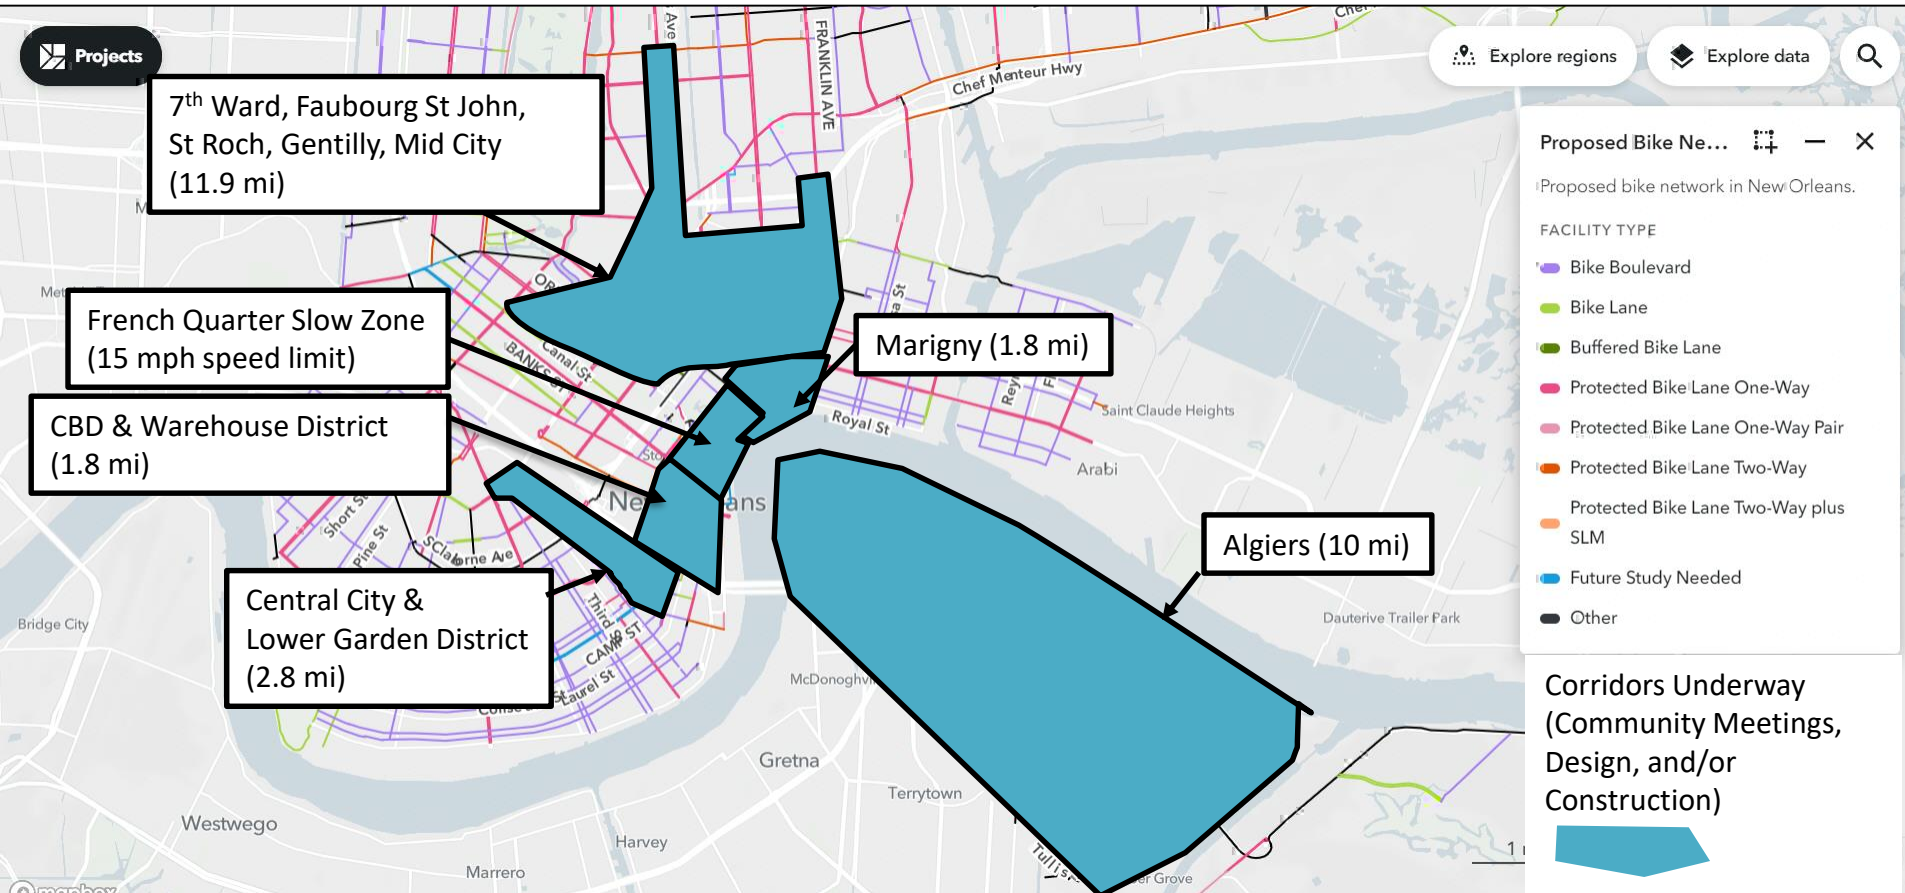 Projects
Explore regions
Explore data
7th Ward, Faubourg St John,
St Roch, Gentilly, Mid City
(11.9 mi)
French Quarter Slow Zone
(15 mph speed limit)
CBD & Warehouse District
(1.8 mi)
Central City &
Lower Garden District
(2.8 mi)
Marigny (1.8 mi)
Algiers (10 mi)
Proposed Bike Ne...
Proposed bike network in New Orleans.
FACILITY TYPE
Bike Boulevard
Bike Lane
Buffered Bike Lane
Protected Bike Lane One-Way
Protected Bike Lane One-Way Pair
Protected Bike Lane Two-Way
Protected Bike Lane Two-Way plus
SLM
Future Study Needed
Other
Corridors Underway
(Community Meetings,
Design, and/or
Construction)
Ave
FRANKLIN AVE
Chef Menteur Hwy
Canal St
BANKS
Royal St
Saint Claude Heights
Arabi
Short St
Pine St
Third
CAMP ST
Laurel St
Bridge City
Dauterive Trailer Park
Gretna
Terrytown
Westwego
Harvey
Marrero
Grove
mapbox